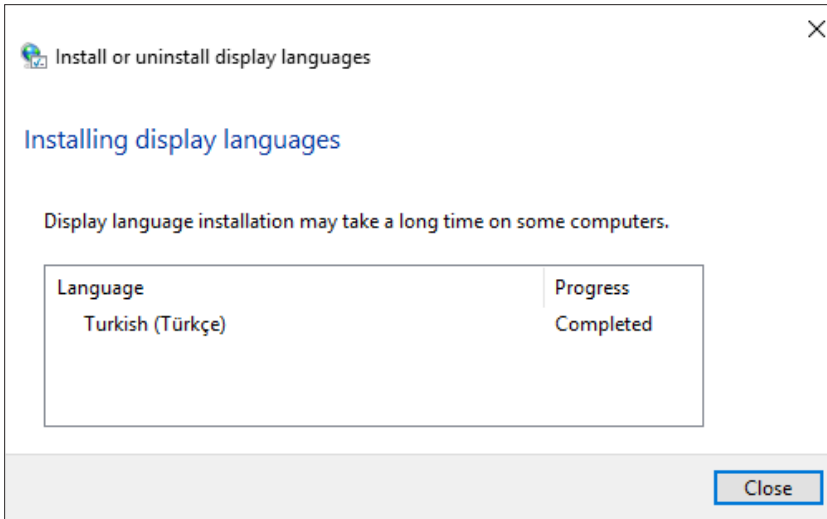 Install or uninstall display languages
Installing display languages
Display language installation may take a long time on some computers.
Language Progress
Turkish (Türkçe) Completed
Close